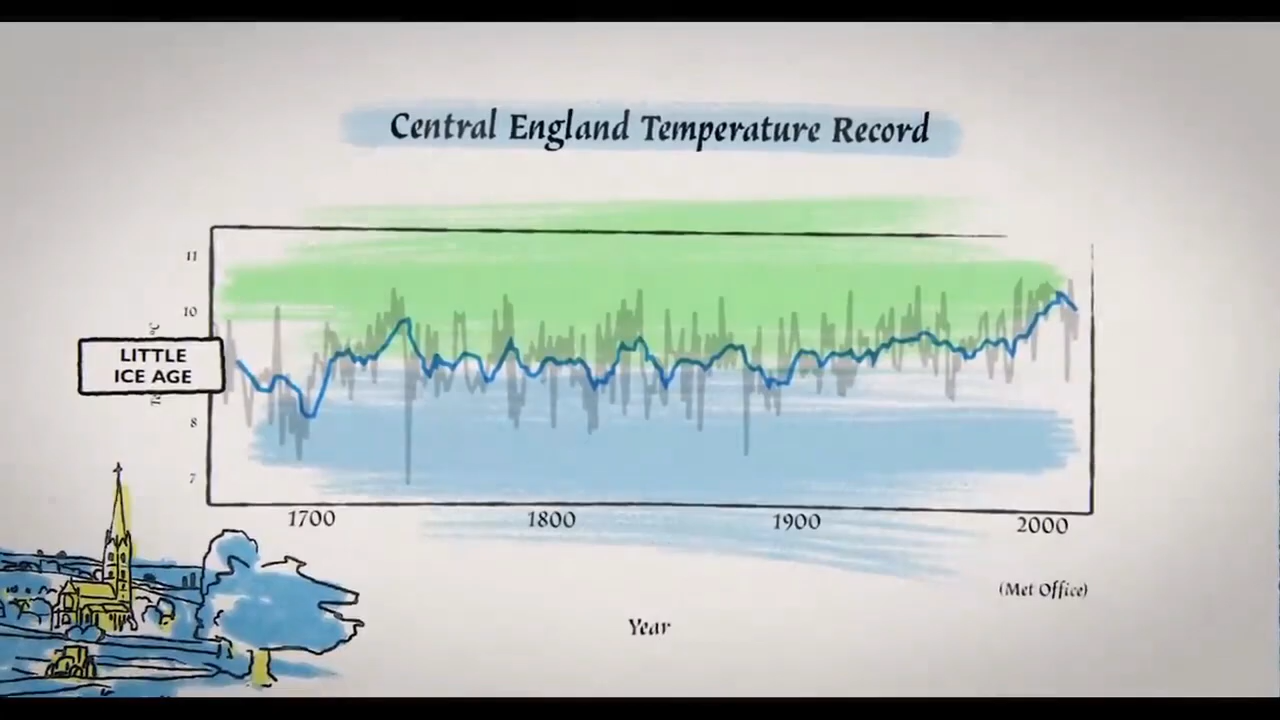 Central England Temperature Record
11
10
LITTLE
ICE AGE
8
7
1700 1800 1900 2000
(Met Office)
Year